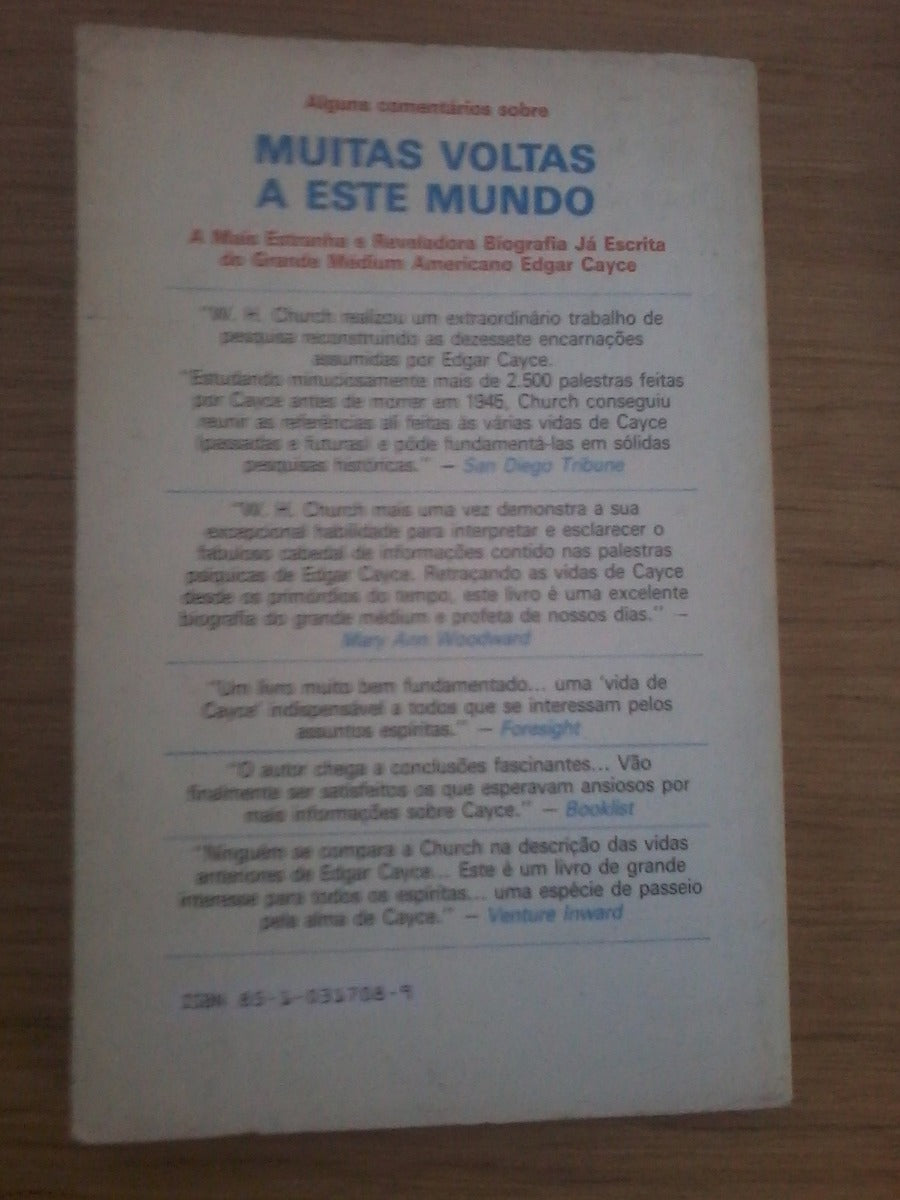 Alguns comentários sobre
MUITAS VOLTAS
A ESTE MUNDO
A Mais Estranha e Reveladora Biografia Já Escrita
do Grande Médium Americano Edgar Cayce
"W. H. Church realizou um extraordinário trabalho de
pesquisa reconstruindo as dezessete encarnações
assumidas por Edgar Cayce.
"Estudando minuciosamente mais de 2.500 palestras feitas
por Cayce antes de morrer em 1945, Church conseguiu
reunir as referências ali feitas às várias vidas de Cayce
(passadas e futuras) e pôde fundamentá-las em sólidas
pesquisas históricas." – San Diego Tribune
"W. H. Church mais uma vez demonstra a sua
excepcional habilidade para interpretar e esclarecer o
fabuloso cabedal de informações contido nas palestras
psíquicas de Edgar Cayce. Retraçando as vidas de Cayce
desde os primórdios do tempo, este livro é uma excelente
biografia do grande médium e profeta de nossos dias." –
Mary Ann Woodward
"Um livro muito bem fundamentado... uma 'vida de
Cayce' indispensável a todos que se interessam pelos
assuntos espíritas." – Foresight
"O autor chega a conclusões fascinantes... Vão
finalmente ser satisfeitos os que esperavam ansiosos por
mais informações sobre Cayce." – Booklist
"Ninguém se compara a Church na descrição das vidas
anteriores de Edgar Cayce... Este é um livro de grande
interesse para todos os espíritas... uma espécie de passeio
pela alma de Cayce." – Venture Inward
ISBN 85-1-031708-9